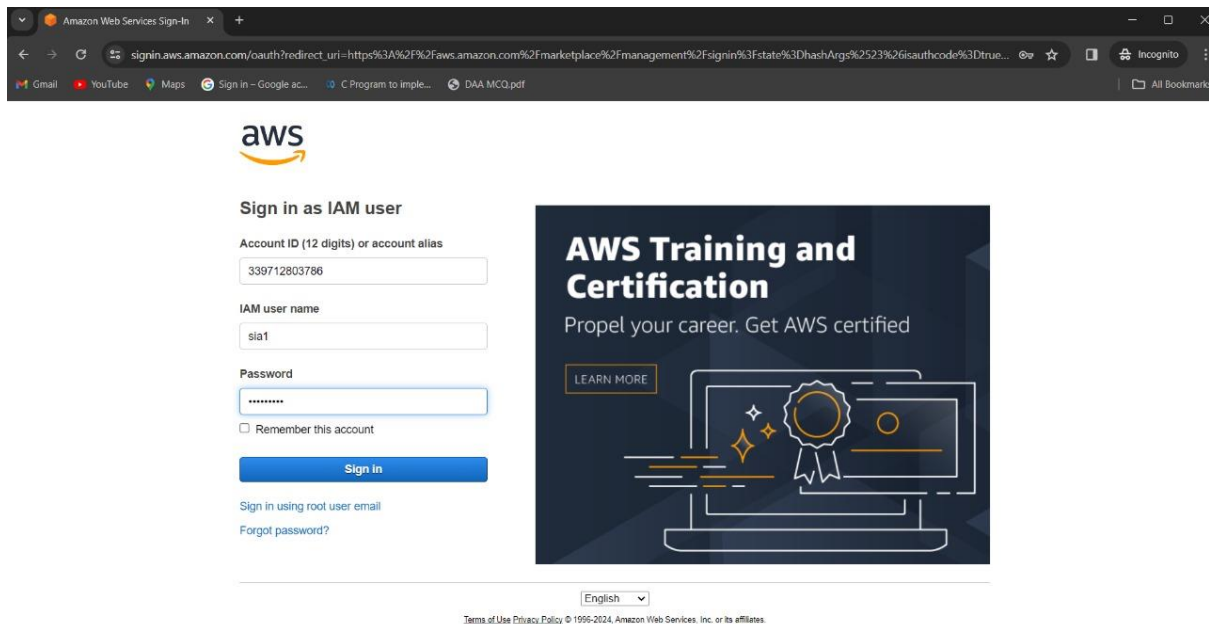 Amazon Web Services Sign-In
signin.aws.amazon.com/oauth?redirect_uri=https%3A%2F%2Faws.amazon.com%2Fmarketplace%2Fmanagement%2Fsignin%3Fstate%3DhashArgs%2523%26isauthcode%3Dtrue... Incognito
Gmail YouTube Maps Sign in – Google ac... C Program to imple... DAA MCQ.pdf All Bookmarks
aws
Sign in as IAM user
Account ID (12 digits) or account alias
339712803786
IAM user name
sia1
Password
•••••••••
Remember this account
Sign in
Sign in using root user email
Forgot password?
AWS Training and
Certification
Propel your career. Get AWS certified
LEARN MORE
English
Terms of Use Privacy Policy © 1996-2024, Amazon Web Services, Inc. or its affiliates.